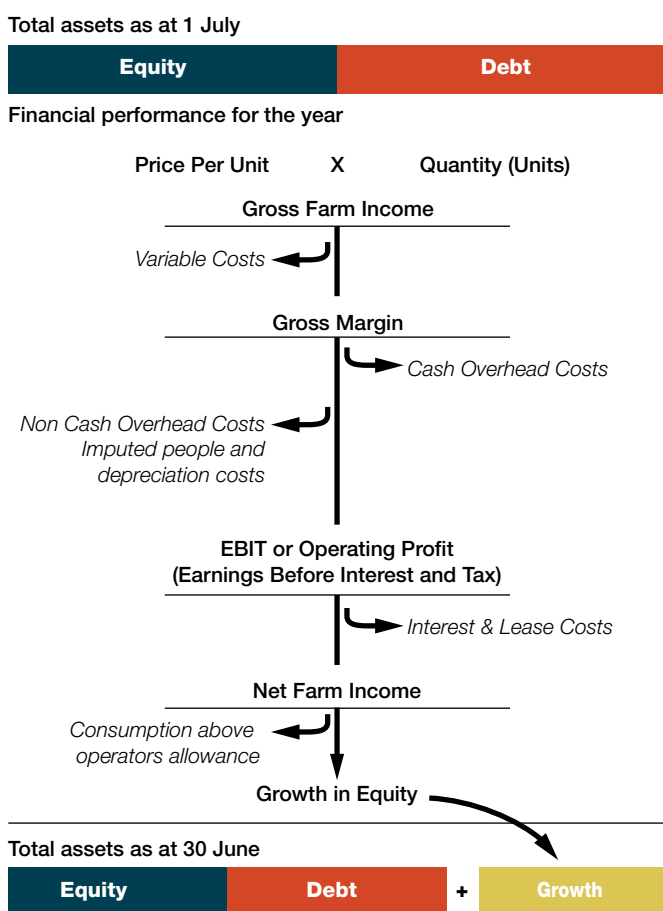 Total assets as at 1 July
Equity Debt
Financial performance for the year
Price Per Unit X Quantity (Units)
Gross Farm Income
Variable Costs
Gross Margin
Cash Overhead Costs
Non Cash Overhead Costs
Imputed people and
depreciation costs
EBIT or Operating Profit
(Earnings Before Interest and Tax)
Interest & Lease Costs
Net Farm Income
Consumption above
operators allowance
Growth in Equity
Total assets as at 30 June
Equity Debt + Growth